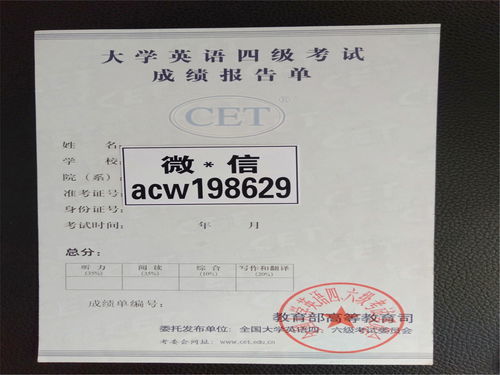 大学英语四级考试
成绩报告单
CET
®
姓 名:
学 校
院（系）:
微*信
准考证号:
acw198629
身份证号:
考试时间: 年 月
总分:
听力 阅读 综合 写作和翻译
(35%) (35%) (10%) (20%)
成绩单编号:
教育部高等教育司
委托发布单位: 全国大学英语四、六级考试委员会
考委会网址: www.cet.edu.cn